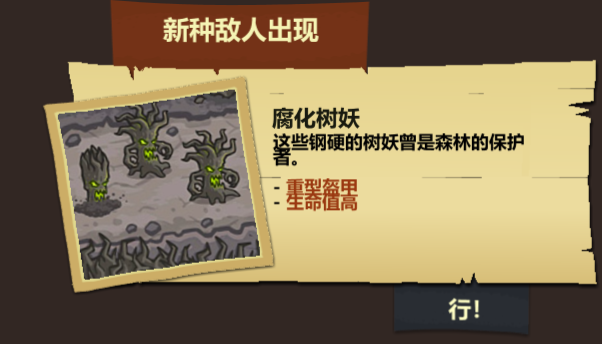 新种敌人出现
腐化树妖
这些钢硬的树妖曾是森林的保护
者。
- 重型盔甲
- 生命值高
行!